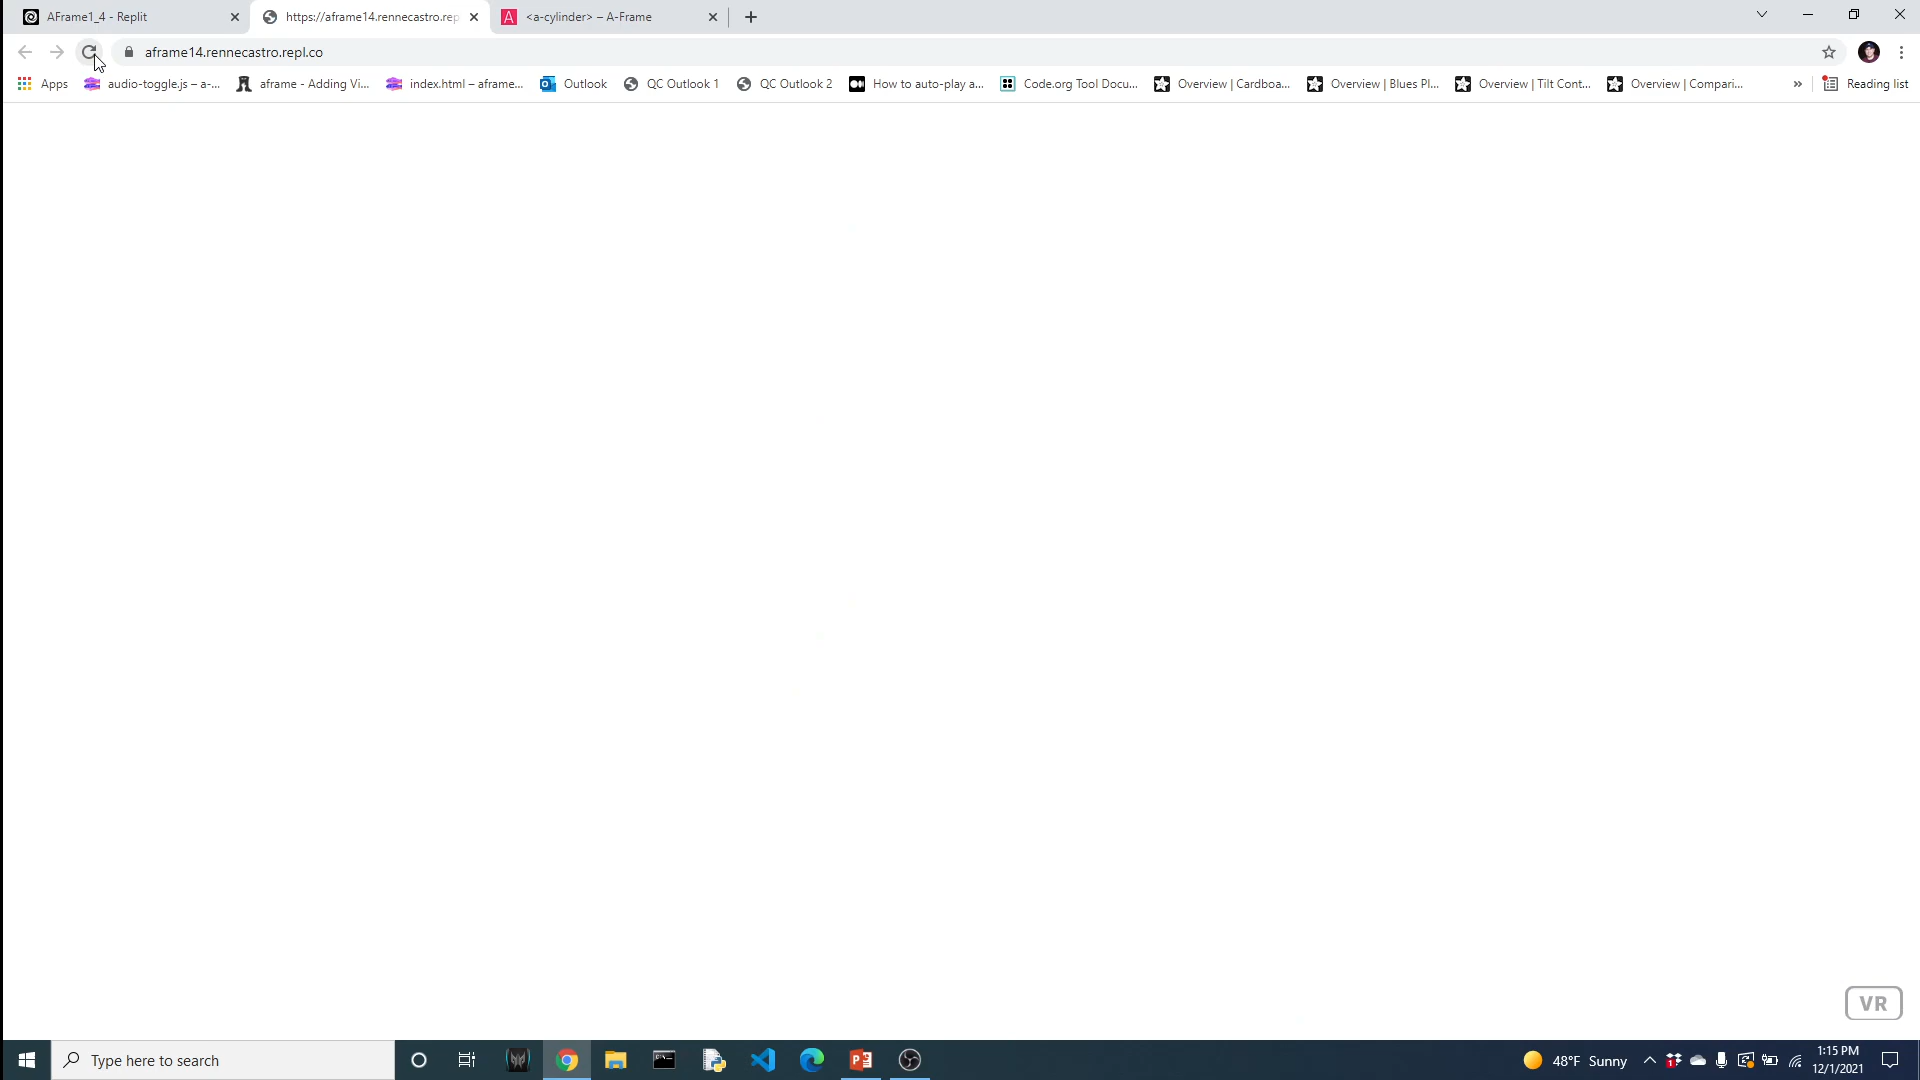 AFrame1_4 - Replit
https://aframe14.rennecastro.rep
A <a-cylinder> – A-Frame
aframe14.rennecastro.repl.co
Apps audio-toggle.js – a-... aframe - Adding Vi... index.html – aframe... Outlook QC Outlook 1 QC Outlook 2 How to auto-play a... Code.org Tool Docu... Overview | Cardboa... Overview | Blues Pl... Overview | Tilt Cont... Overview | Compari... » Reading list
VR
Type here to search
48°F Sunny
1:15 PM
12/1/2021